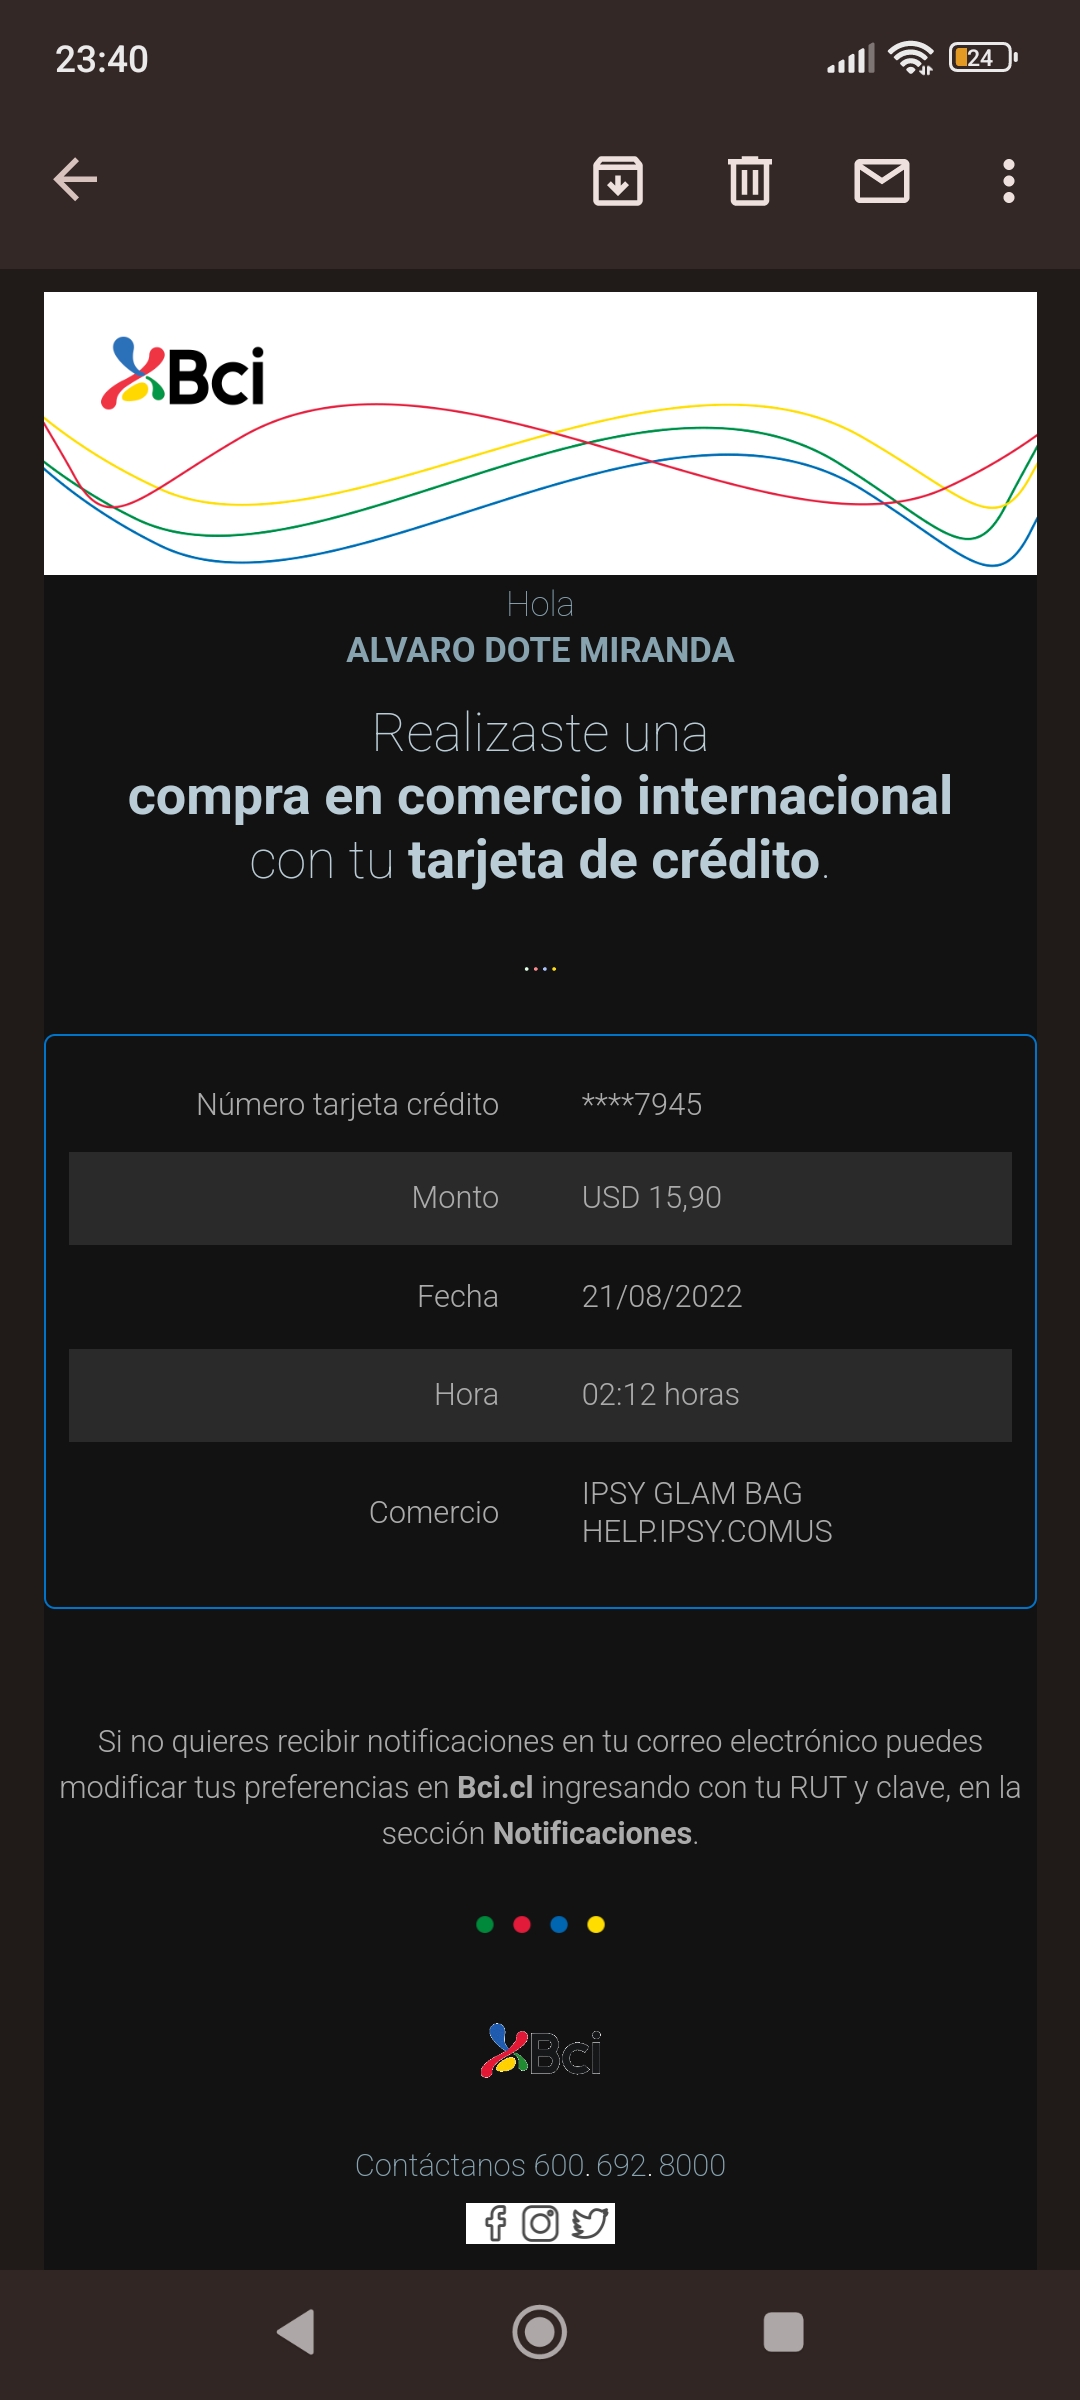 23:40
24
Bci
Hola
ALVARO DOTE MIRANDA
Realizaste una
compra en comercio internacional
con tu tarjeta de crédito.
Número tarjeta crédito ****7945
Monto USD 15,90
Fecha 21/08/2022
Hora 02:12 horas
Comercio IPSY GLAM BAG
HELP.IPSY.COMUS
Si no quieres recibir notificaciones en tu correo electrónico puedes
modificar tus preferencias en Bci.cl ingresando con tu RUT y clave, en la
sección Notificaciones.
Bci
Contáctanos 600. 692. 8000